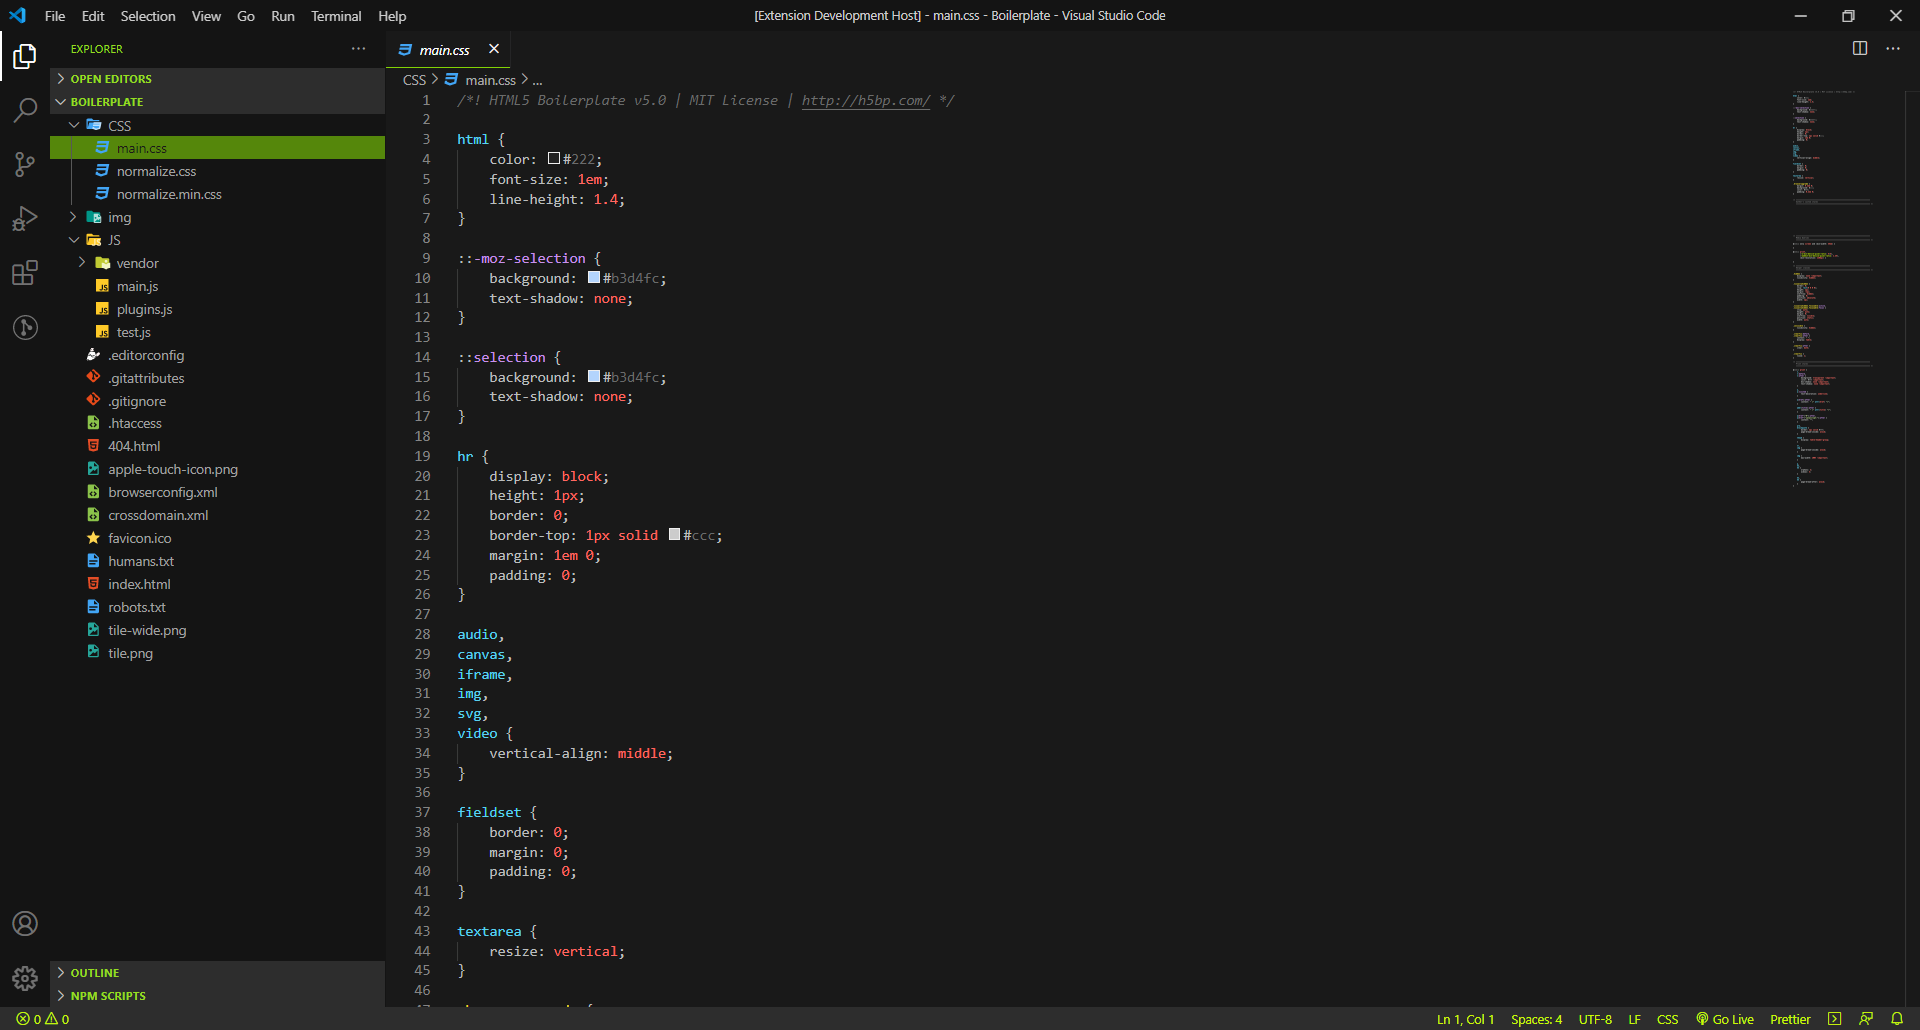 File Edit Selection View Go Run Terminal Help
[Extension Development Host] - main.css - Boilerplate - Visual Studio Code
EXPLORER
OPEN EDITORS
BOILERPLATE
CSS
main.css
normalize.css
normalize.min.css
img
JS
vendor
main.js
plugins.js
test.js
.editorconfig
.gitattributes
.gitignore
.htaccess
404.html
apple-touch-icon.png
browserconfig.xml
crossdomain.xml
favicon.ico
humans.txt
index.html
robots.txt
tile-wide.png
tile.png
OUTLINE
NPM SCRIPTS
main.css
CSS > main.css > ...
1 /*! HTML5 Boilerplate v5.0 | MIT License | http://h5bp.com/ */
2
3 html {
4 color: #222;
5 font-size: 1em;
6 line-height: 1.4;
7 }
8
9 ::-moz-selection {
10 background: #b3d4fc;
11 text-shadow: none;
12 }
13
14 ::selection {
15 background: #b3d4fc;
16 text-shadow: none;
17 }
18
19 hr {
20 display: block;
21 height: 1px;
22 border: 0;
23 border-top: 1px solid #ccc;
24 margin: 1em 0;
25 padding: 0;
26 }
27
28 audio,
29 canvas,
30 iframe,
31 img,
32 svg,
33 video {
34 vertical-align: middle;
35 }
36
37 fieldset {
38 border: 0;
39 margin: 0;
40 padding: 0;
41 }
42
43 textarea {
44 resize: vertical;
45 }
46
0 0
Ln 1, Col 1 Spaces: 4 UTF-8 LF CSS Go Live Prettier